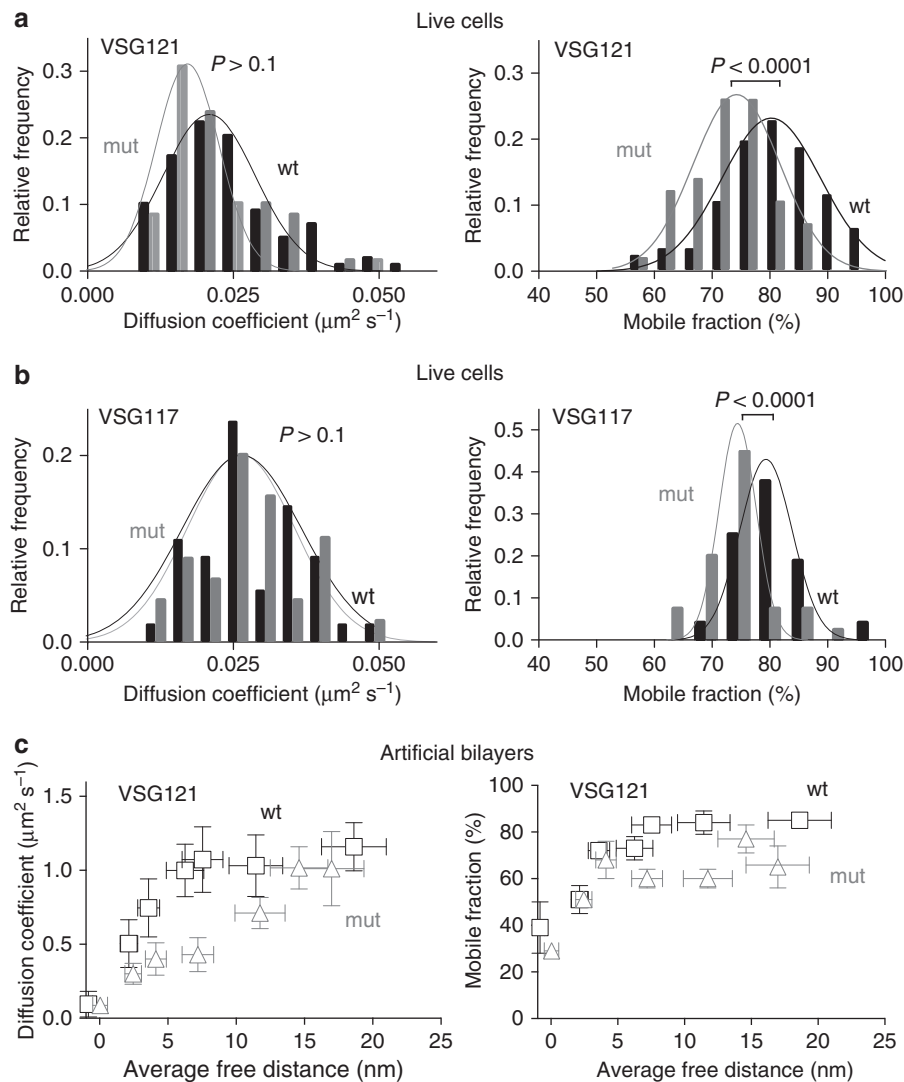 a
Live cells
VSG121
P > 0.1
mut
wt
Relative frequency
0.3
0.2
0.1
0.0
0.000
0.025
0.050
Diffusion coefficient (μm² s⁻¹)
VSG121
P < 0.0001
mut
wt
Relative frequency
0.3
0.2
0.1
0.0
40 50 60 70 80 90 100
Mobile fraction (%)
b
Live cells
VSG117
P > 0.1
mut
wt
Relative frequency
0.2
0.1
0.0
0.000
0.025
0.050
Diffusion coefficient (μm² s⁻¹)
VSG117
P < 0.0001
mut
wt
Relative frequency
0.5
0.4
0.3
0.2
0.1
0.0
40 50 60 70 80 90 100
Mobile fraction (%)
c
Artificial bilayers
VSG121
wt
mut
Diffusion coefficient (μm² s⁻¹)
1.5
1.0
0.5
0.0
0 5 10 15 20 25
Average free distance (nm)
VSG121
wt
mut
Mobile fraction (%)
100
80
60
40
20
0
0 5 10 15 20 25
Average free distance (nm)